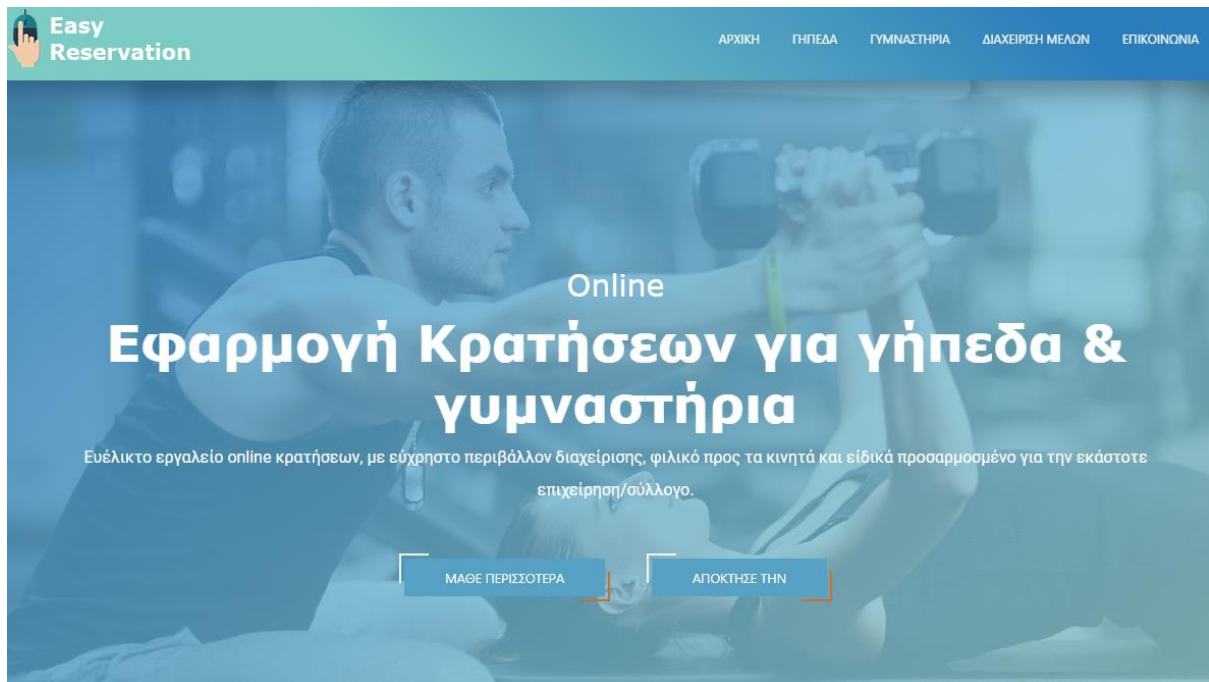 Easy
Reservation
ΑΡΧΙΚΗ ΓΗΠΕΔΑ ΓΥΜΝΑΣΤΗΡΙΑ ΔΙΑΧΕΙΡΙΣΗ ΜΕΛΩΝ ΕΠΙΚΟΙΝΩΝΙΑ
Online
Εφαρμογή Κρατήσεων για γήπεδα &
γυμναστήρια
Ευέλικτο εργαλείο online κρατήσεων, με εύχρηστο περιβάλλον διαχείρισης, φιλικό προς τα κινητά και είδικά προσαρμοσμένο για την εκάστοτε
επιχείρηση/σύλλογο.
ΜΑΘΕ ΠΕΡΙΣΣΟΤΕΡΑ ΑΠΟΚΤΗΣΕ ΤΗΝ